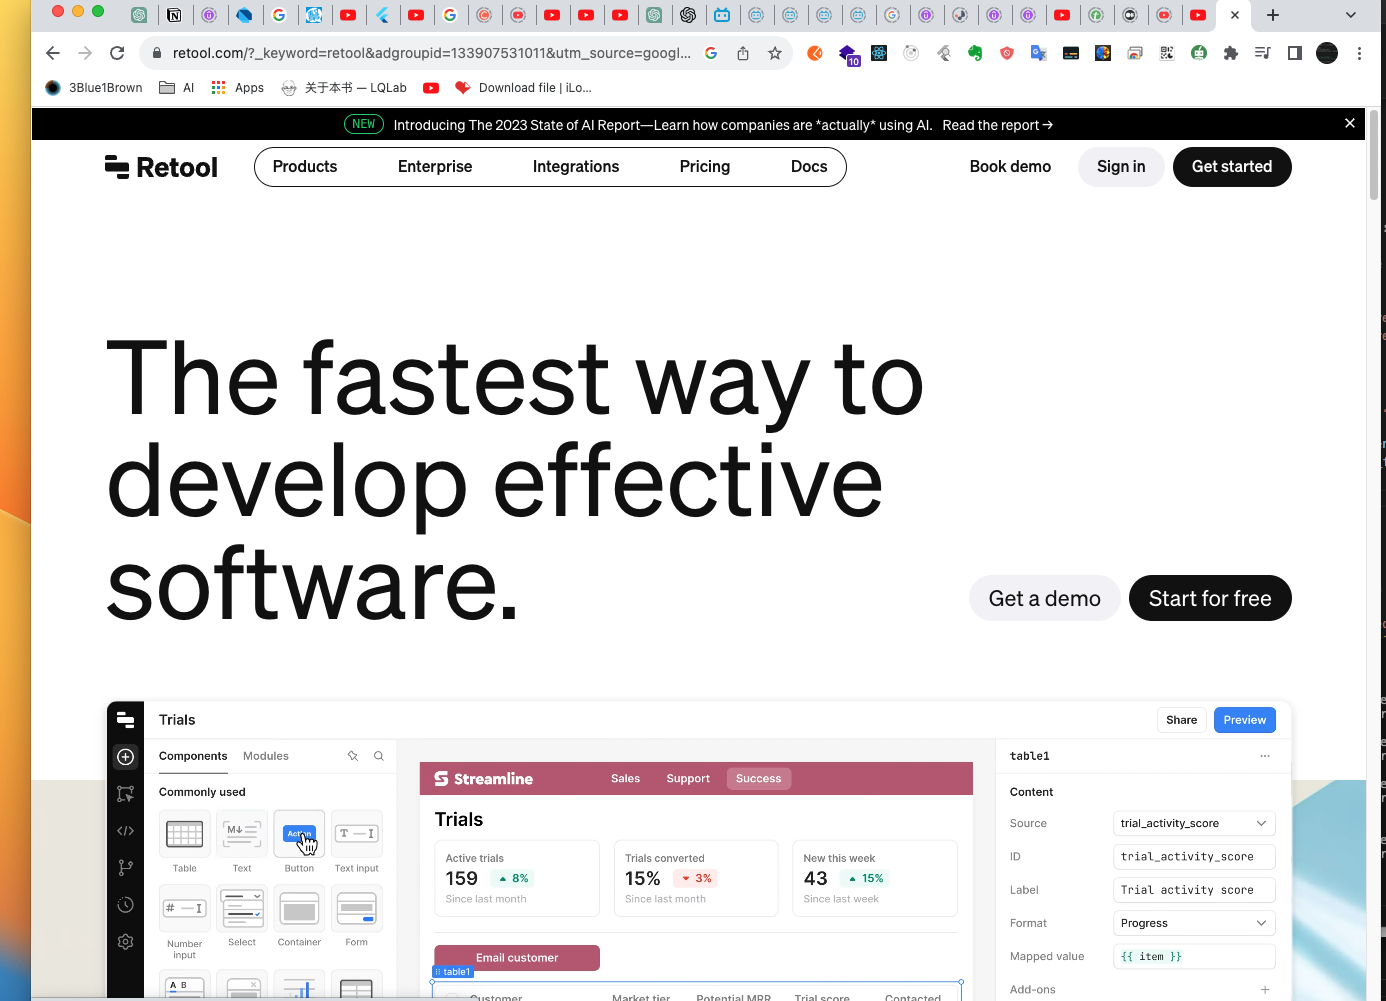 retool.com/?_keyword=retool&adgroupid=133907531011&utm_source=googl...
10
3Blue1Brown
AI
Apps
关于本书 — LQLab
Download file | iLo...
NEW Introducing The 2023 State of AI Report—Learn how companies are *actually* using AI. Read the report →
Retool
Products
Enterprise
Integrations
Pricing
Docs
Book demo
Sign in
Get started
The fastest way to
develop effective
software.
Get a demo
Start for free
Trials
Share
Preview
Components
Modules
Commonly used
Table
Text
Button
Text input
Number
input
Select
Container
Form
Streamline
Sales
Support
Success
Trials
Active trials
159
8%
Since last month
Trials converted
15%
3%
Since last month
New this week
43
15%
Since last week
Email customer
table1
Customer
Market tier
Potential MRR
Trial score
Contacted
table1
Content
Source
trial_activity_score
ID
trial_activity_score
Label
Trial activity score
Format
Progress
Mapped value
{{ item }}
Add-ons